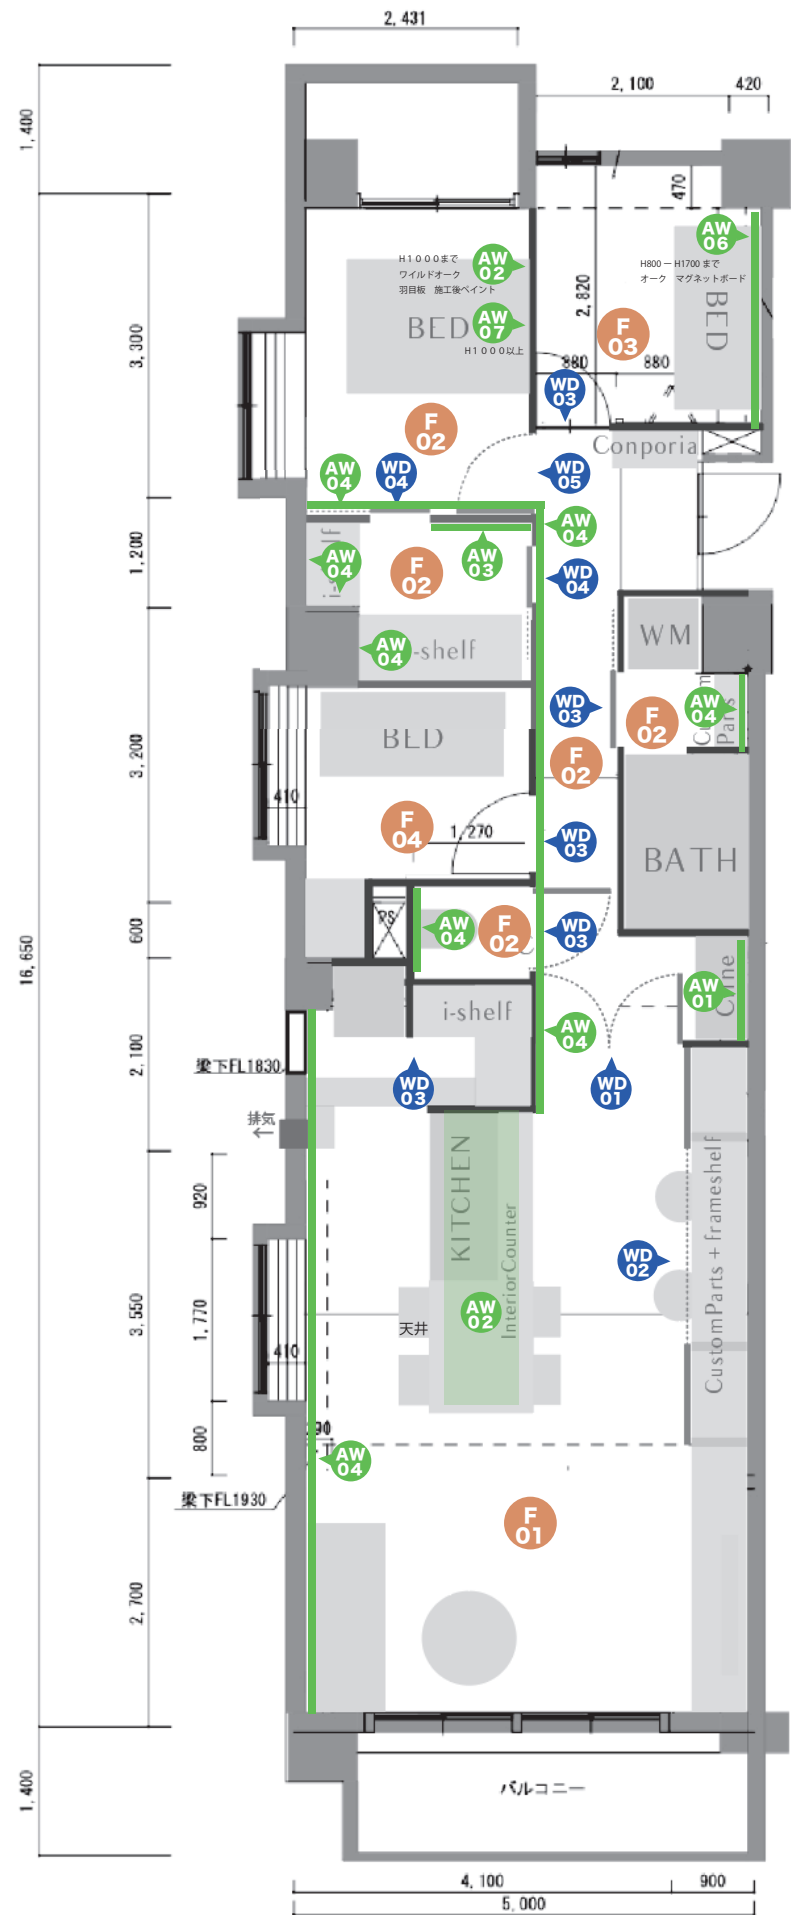 2,431
2,100
420
1,400
470
AW
06
H1000まで
ワイルドオーク
羽目板　施工後ペイント
AW
02
H800 ー H1700 まで
オーク　マグネットボード
2,820
BED
BED
AW
07
H1000以上
F
03
3,300
880
880
WD
03
F
02
Conporia
AW
04
WD
04
WD
05
AW
04
1,200
AW
04
F
02
AW
03
WD
04
WM
AW
04
-shelf
WD
03
F
02
AW
04
Parts
BED
F
02
3,200
410
F
04
1,270
WD
03
BATH
PS
600
AW
04
F
02
WD
03
16,650
AW
01
i-shelf
AW
04
2,100
梁下FL1830
WD
03
WD
01
排気
←
KITCHEN
InteriorCounter
920
CustomParts + frameshelf
WD
02
1,770
3,550
AW
02
天井
410
800
AW
04
梁下FL1930
F
01
2,700
バルコニー
1,400
4,100
900
5,000